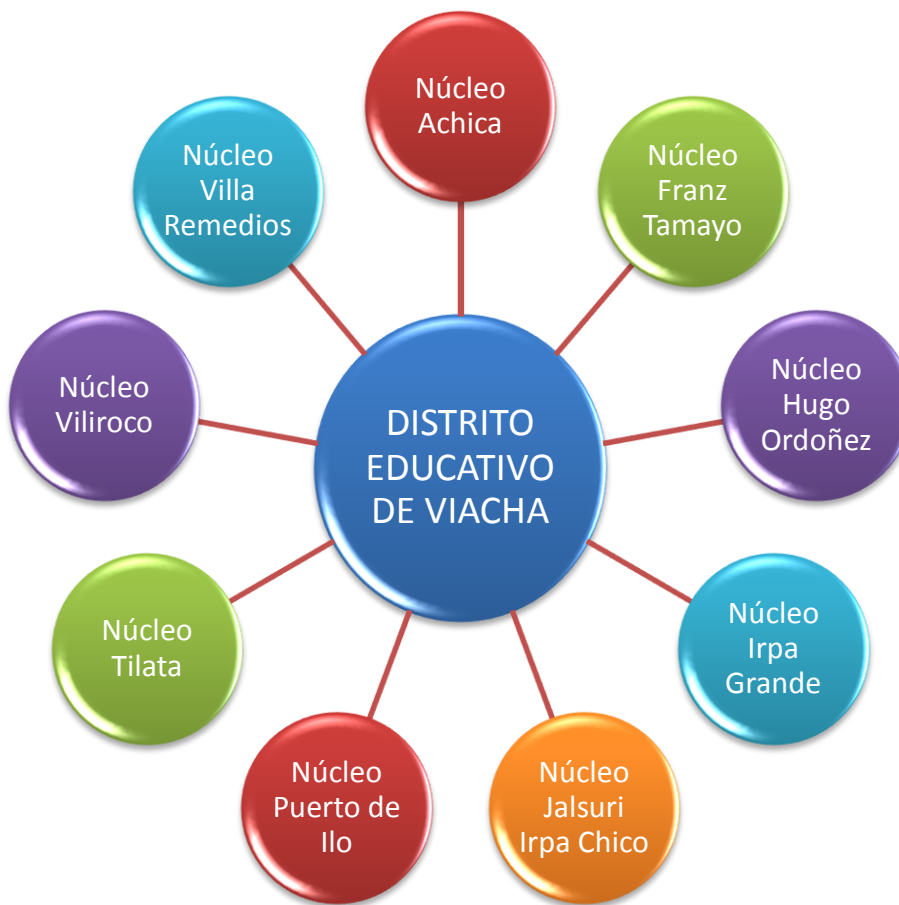 Núcleo
Achica
Núcleo
Franz
Tamayo
Núcleo
Hugo
Ordoñez
Núcleo
Irpa
Grande
Núcleo
Jalsuri
Irpa Chico
Núcleo
Puerto de
Ilo
Núcleo
Tilata
Núcleo
Viliroco
Núcleo
Villa
Remedios
DISTRITO
EDUCATIVO
DE VIACHA